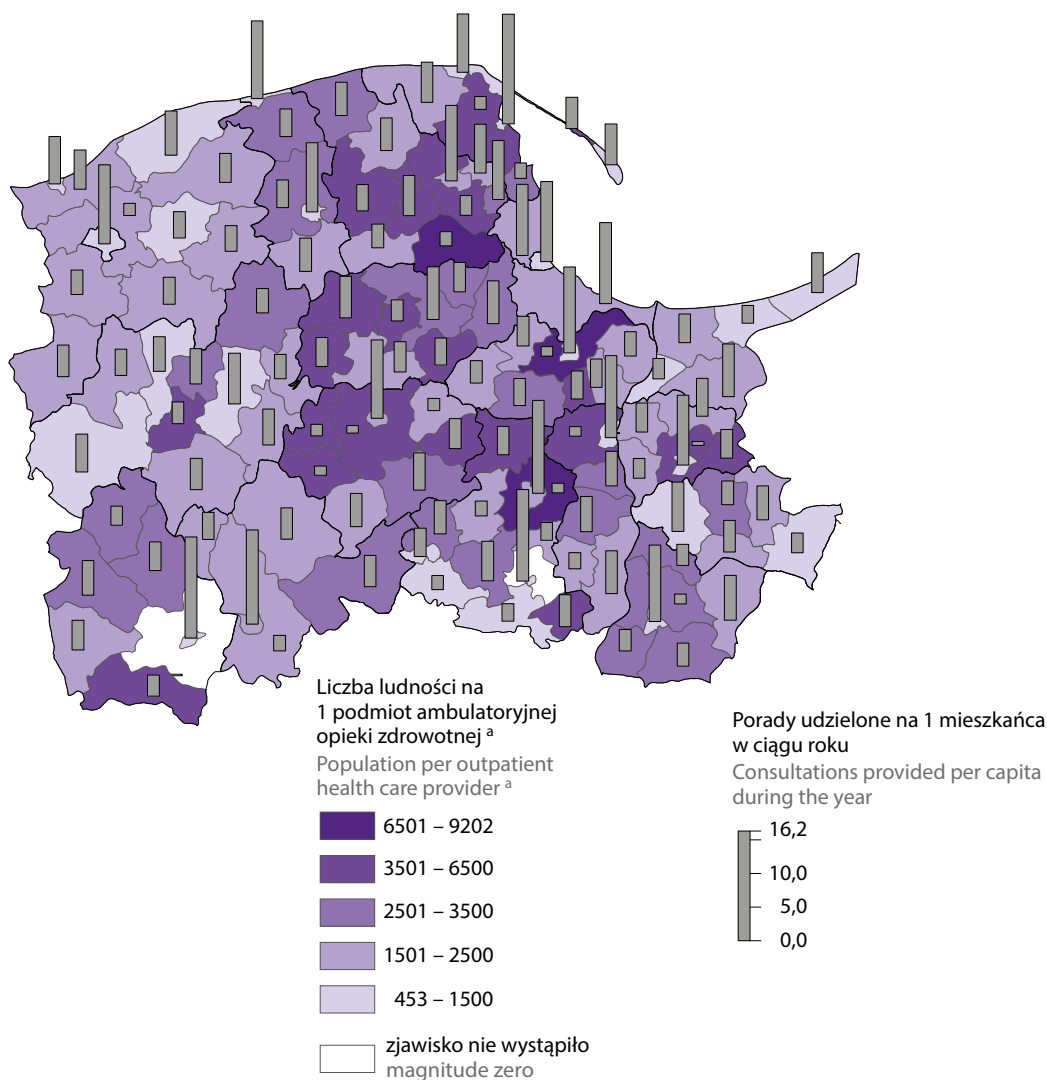 Liczba ludności na
1 podmiot ambulatoryjnej
opieki zdrowotnej a
Population per outpatient
health care provider a
6501 – 9202
3501 – 6500
2501 – 3500
1501 – 2500
453 – 1500
zjawisko nie wystąpiło
magnitude zero
Porady udzielone na 1 mieszkańca
w ciągu roku
Consultations provided per capita
during the year
16,2
10,0
5,0
0,0